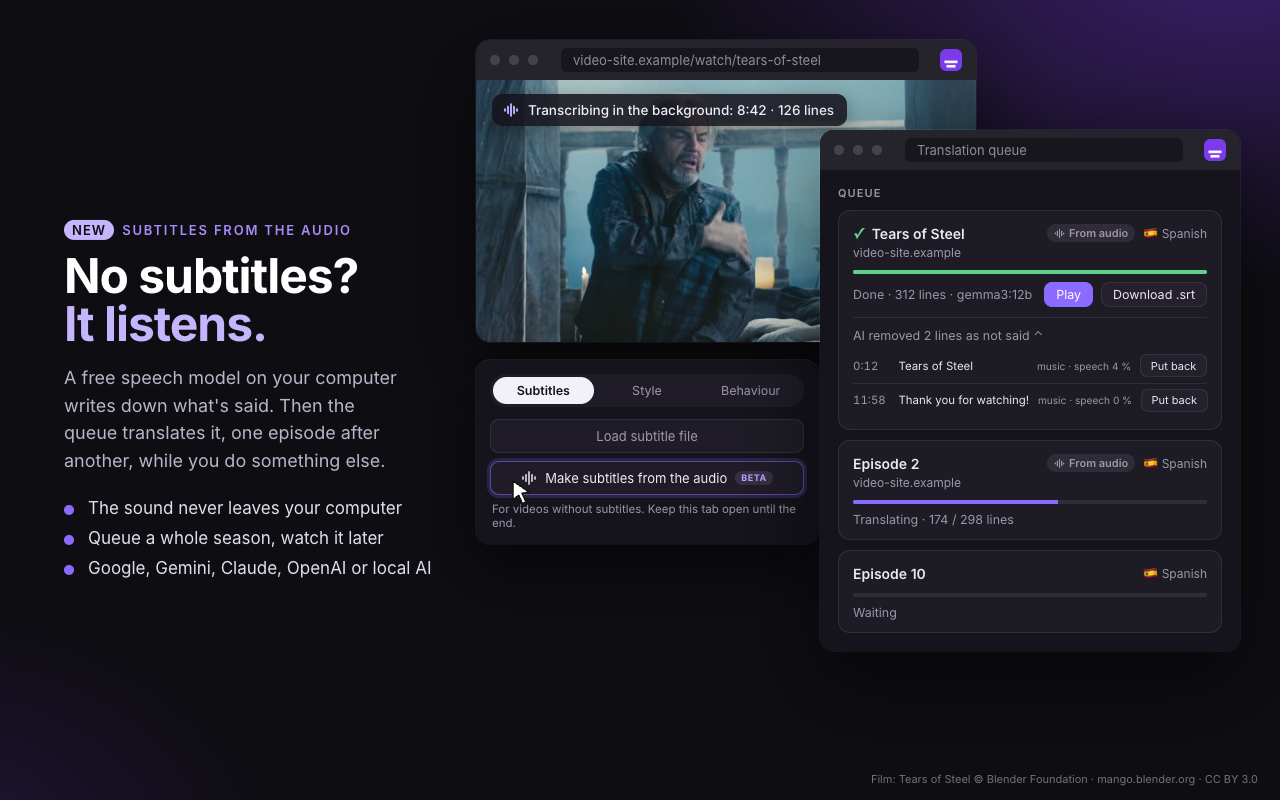 NEW SUBTITLES FROM THE AUDIO
No subtitles?
It listens.
A free speech model on your computer
writes down what's said. Then the
queue translates it, one episode after
another, while you do something else.
The sound never leaves your computer
Queue a whole season, watch it later
Google, Gemini, Claude, OpenAI or local AI
video-site.example/watch/tears-of-steel
Transcribing in the background: 8:42 · 126 lines
Subtitles Style Behaviour
Load subtitle file
Make subtitles from the audio BETA
For videos without subtitles. Keep this tab open until the
end.
Translation queue
QUEUE
✓ Tears of Steel From audio 🇪🇸 Spanish
video-site.example
Done · 312 lines · gemma3:12b Play Download .srt
AI removed 2 lines as not said ^
0:12 Tears of Steel music · speech 4 % Put back
11:58 Thank you for watching! music · speech 0 % Put back
Episode 2 From audio 🇪🇸 Spanish
video-site.example
Translating · 174 / 298 lines
Episode 10 🇪🇸 Spanish
Waiting
Film: Tears of Steel © Blender Foundation · mango.blender.org · CC BY 3.0